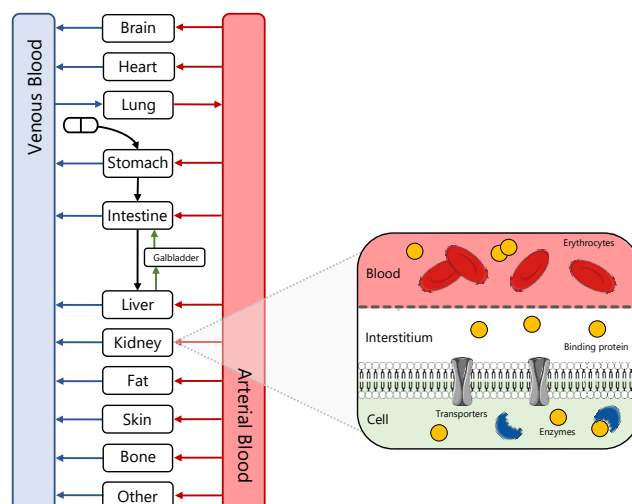 Venous Blood
Brain
Heart
Lung
Stomach
Intestine
Galbladder
Liver
Kidney
Fat
Skin
Bone
Other
Arterial Blood
Erythrocytes
Blood
Interstitium
Binding protein
Transporters
Cell
Enzymes